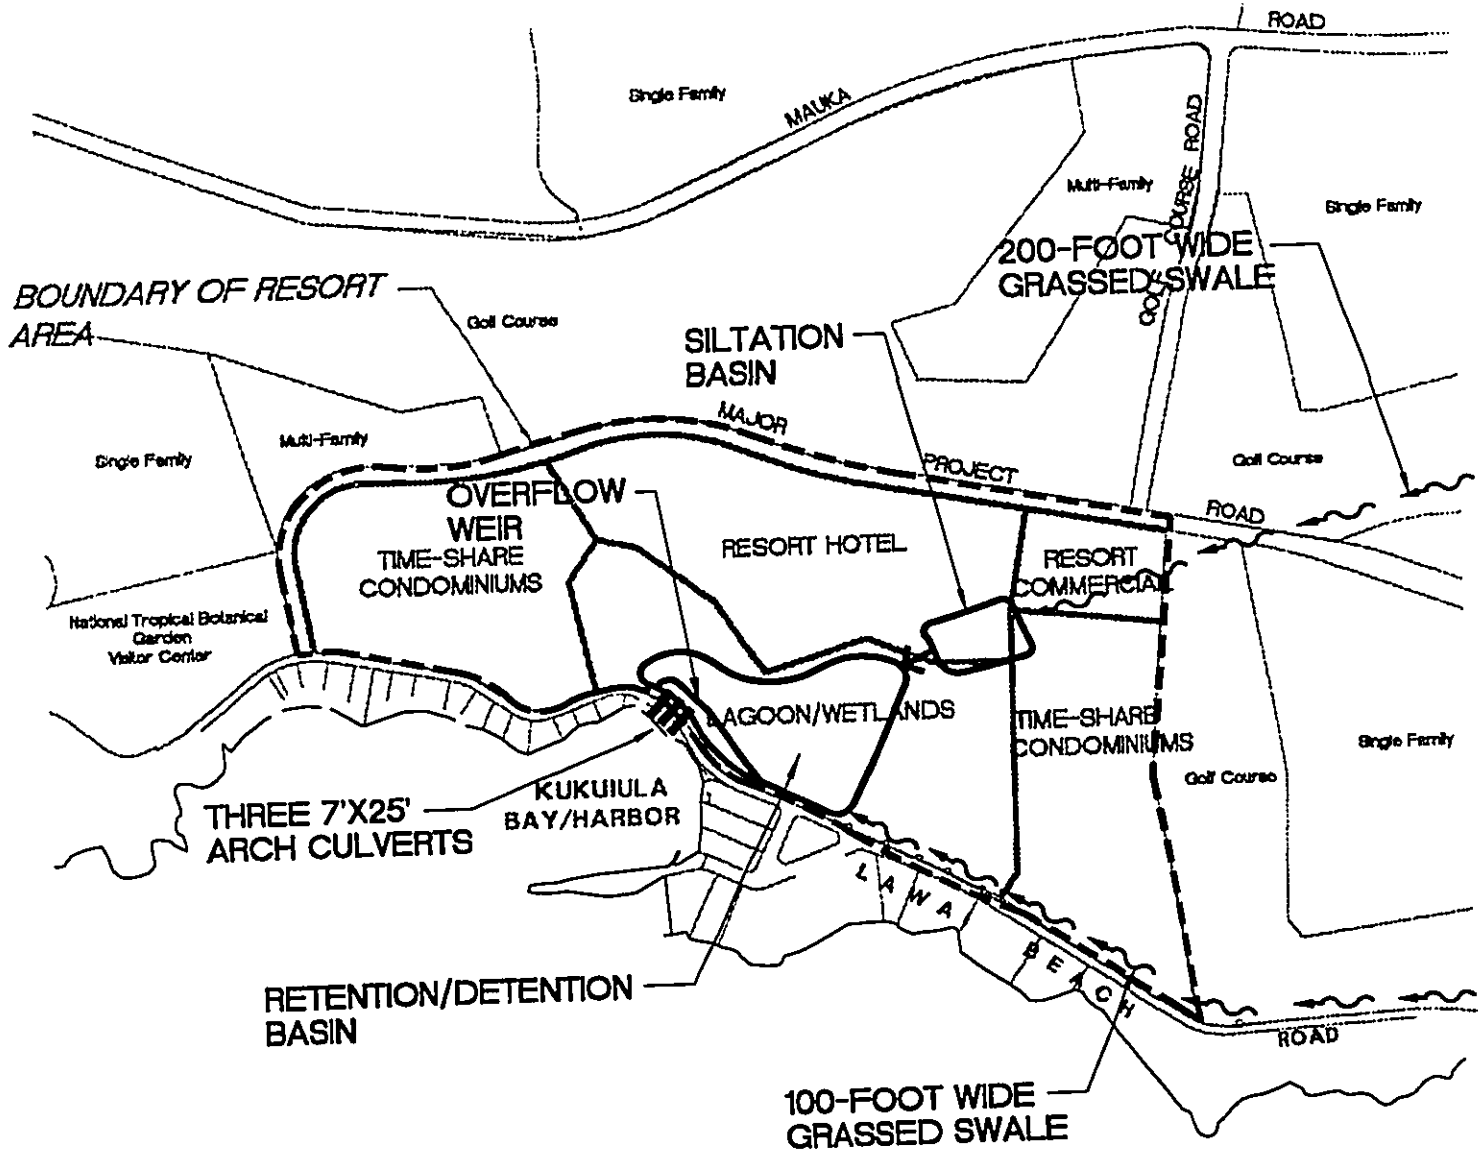 ROAD
Single Family
MAUKA
GOLF COURSE ROAD
Multi-Family
Single Family
200-FOOT WIDE
GRASSED SWALE
BOUNDARY OF RESORT
AREA
Golf Course
SILTATION
BASIN
MAJOR
PROJECT
ROAD
Single Family
Multi-Family
Golf Course
OVERFLOW
WEIR
TIME-SHARE
CONDOMINIUMS
RESORT HOTEL
RESORT
COMMERCIAL
National Tropical Botanical
Garden
Visitor Center
LAGOON/WETLANDS
TIME-SHARE
CONDOMINIUMS
Single Family
Golf Course
THREE 7'X25'
ARCH CULVERTS
KUKUIULA
BAY/HARBOR
LAWA
BEACH
ROAD
RETENTION/DETENTION
BASIN
100-FOOT WIDE
GRASSED SWALE